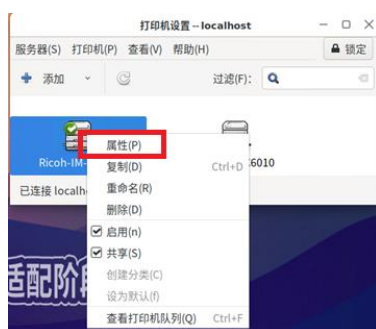 打印机设置 -- localhost
服务器(S) 打印机(P) 查看(V) 帮助(H) 锁定
添加 过滤(F):
Ricoh-IM- 6010
已连接 localh
属性(P)
复制(D) Ctrl+D
重命名(R)
删除(D)
启用(n)
共享(S)
创建分类(C)
设为默认(f)
查看打印机队列(Q) Ctrl+F
适配阶